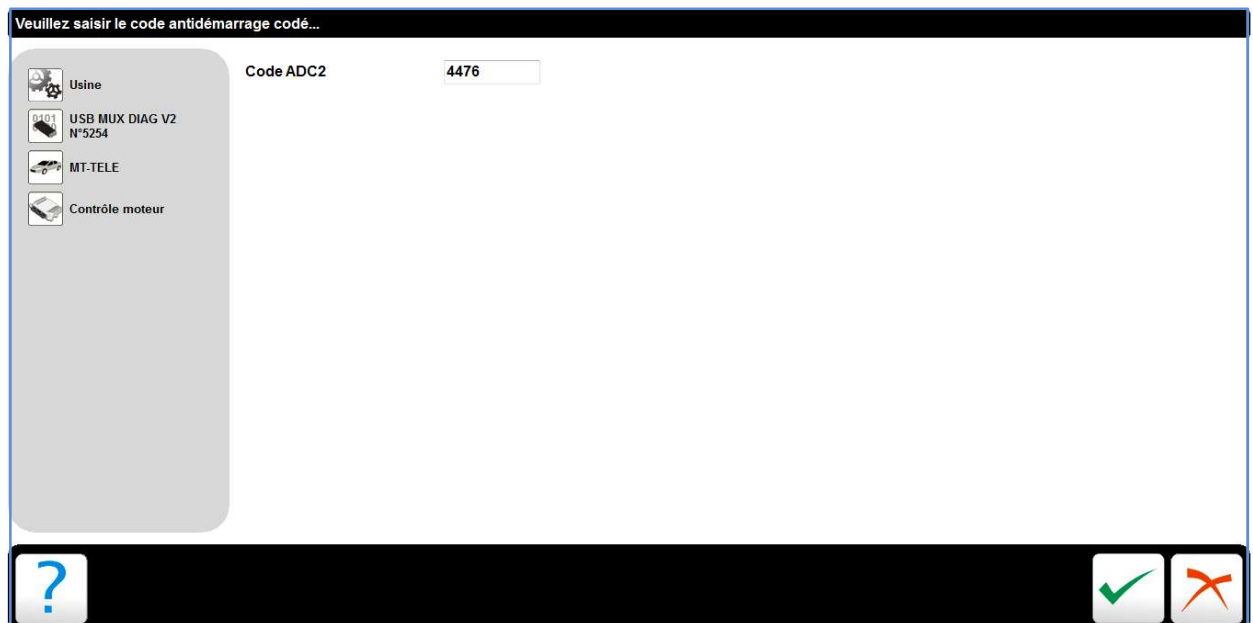 Veuillez saisir le code antidémarrage codé...
Usine
USB MUX DIAG V2
N°5254
MT-TELE
Contrôle moteur
Code ADC2
4476
?